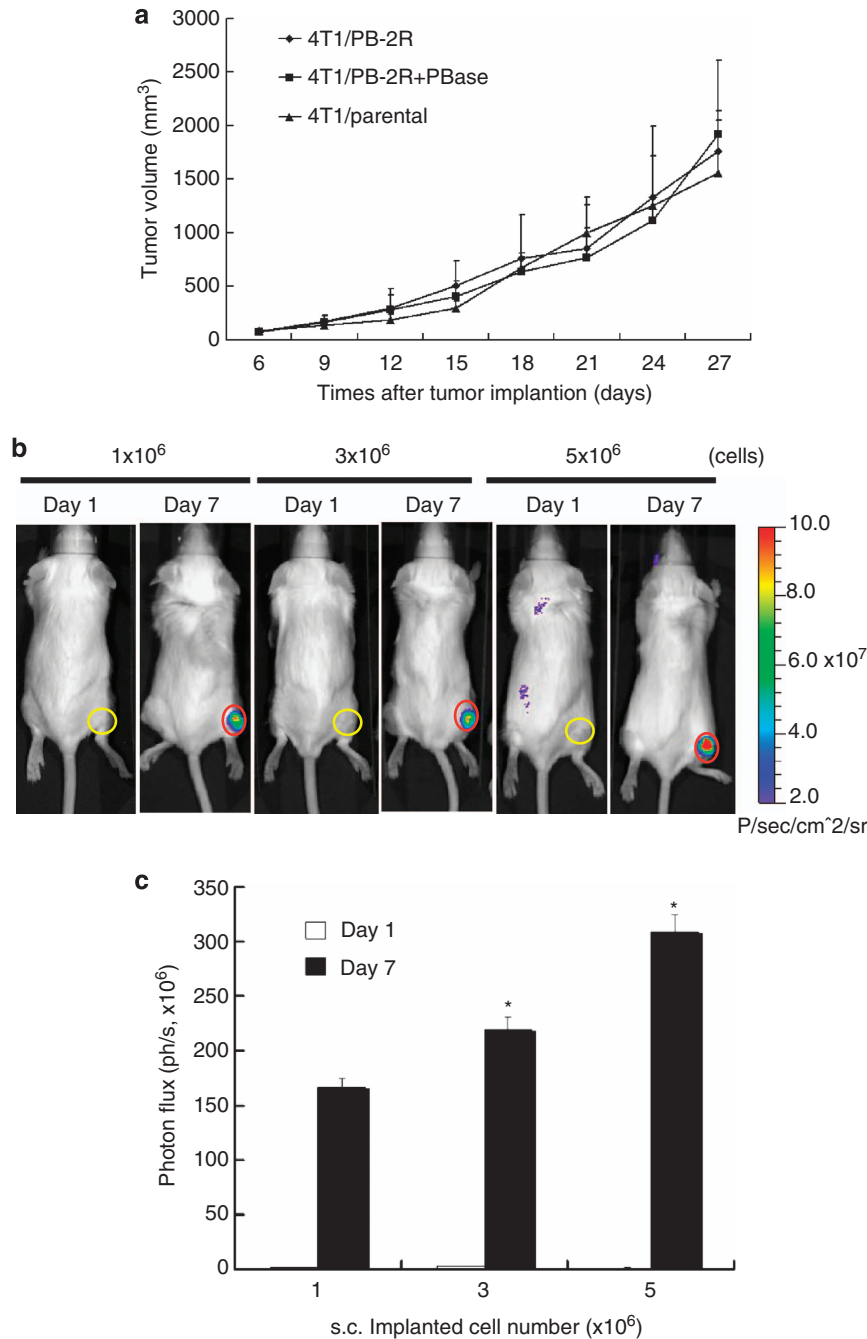 a
3000
2500
2000
1500
1000
500
0
Tumor volume (mm³)
4T1/PB-2R
4T1/PB-2R+PBase
4T1/parental
6 9 12 15 18 21 24 27
Times after tumor implantion (days)
b
1x10⁶ 3x10⁶ 5x10⁶ (cells)
Day 1 Day 7 Day 1 Day 7 Day 1 Day 7
10.0
8.0
6.0 x10⁷
4.0
2.0
P/sec/cm^2/sr
c
350
300
250
200
150
100
50
0
Photon flux (ph/s, x10⁶)
Day 1
Day 7
*
*
1 3 5
s.c. Implanted cell number (x10⁶)